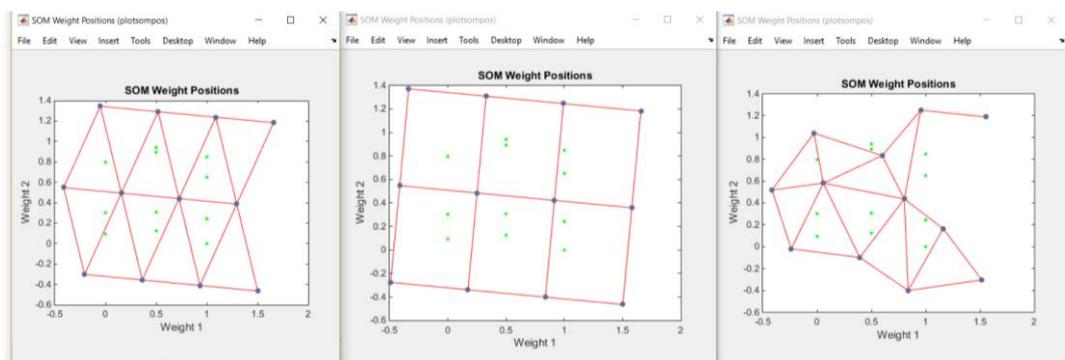 SOM Weight Positions (plotsompos)
File Edit View Insert Tools Desktop Window Help
SOM Weight Positions
1.4
1.2
1
0.8
0.6
0.4
0.2
0
-0.2
-0.4
-0.6
Weight 2
-0.5 0 0.5 1 1.5 2
Weight 1
SOM Weight Positions (plotsompos)
File Edit View Insert Tools Desktop Window Help
SOM Weight Positions
1.4
1.2
1
0.8
0.6
0.4
0.2
0
-0.2
-0.4
-0.6
Weight 2
-0.5 0 0.5 1 1.5 2
Weight 1
SOM Weight Positions (plotsompos)
File Edit View Insert Tools Desktop Window Help
SOM Weight Positions
1.4
1.2
1
0.8
0.6
0.4
0.2
0
-0.2
-0.4
-0.6
Weight 2
-0.5 0 0.5 1 1.5 2
Weight 1